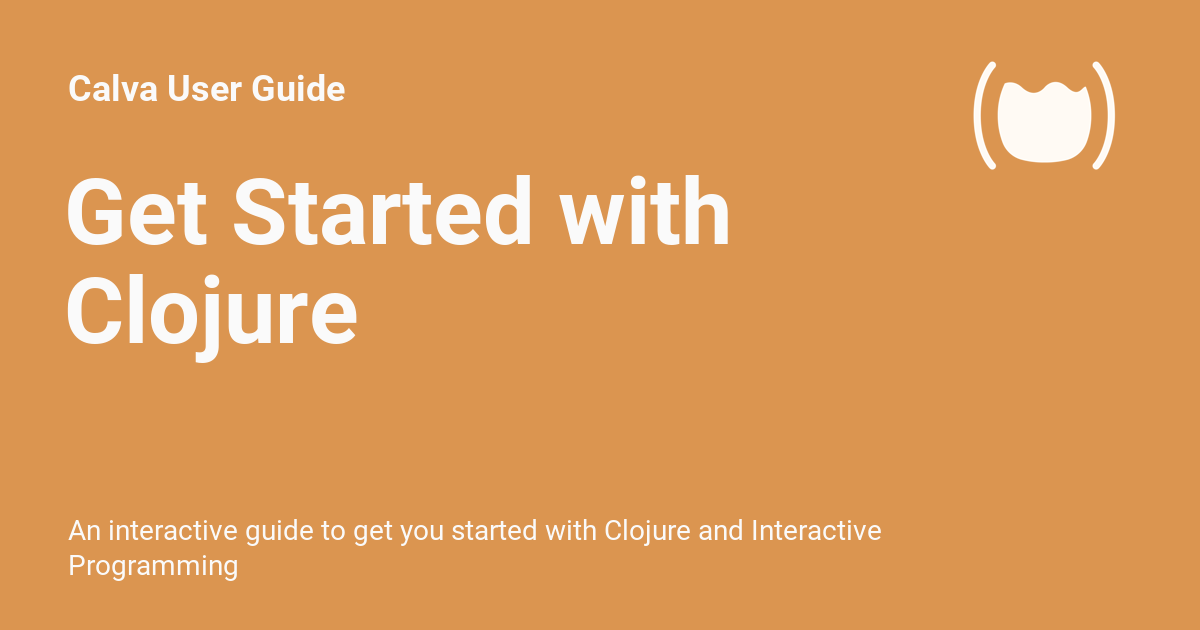 Calva User Guide
Get Started with
Clojure
An interactive guide to get you started with Clojure and Interactive
Programming